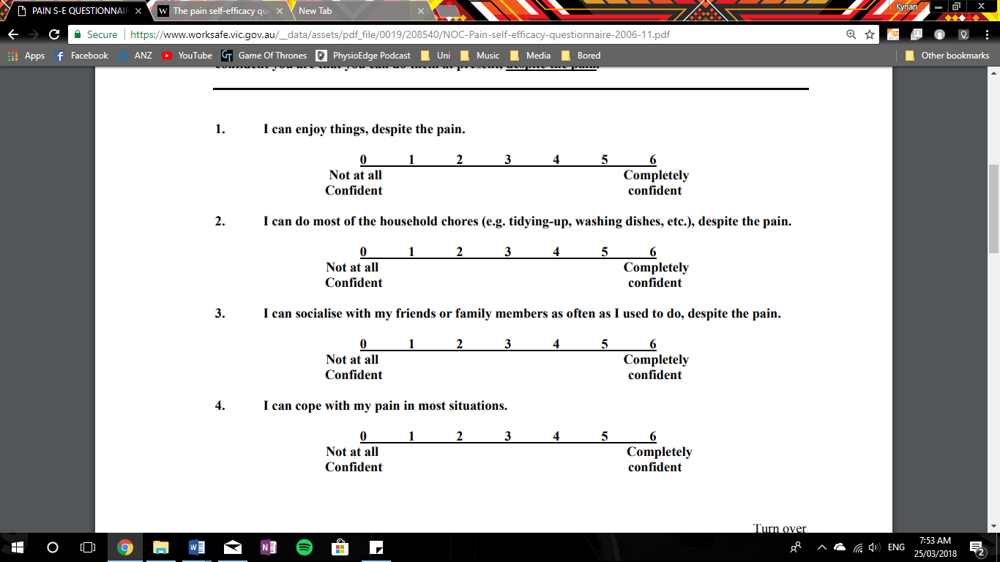 PAIN S-E QUESTIONNAIR
The pain self-efficacy qu
New Tab
Kynan
Secure https://www.worksafe.vic.gov.au/__data/assets/pdf_file/0019/208540/NOC-Pain-self-efficacy-questionnaire-2006-11.pdf
Apps Facebook ANZ YouTube Game Of Thrones PhysioEdge Podcast Uni Music Media Bored Other bookmarks
confident you are that you can do them at present, despite the pain.
1. I can enjoy things, despite the pain.
0 1 2 3 4 5 6
Not at all Completely
Confident confident
2. I can do most of the household chores (e.g. tidying-up, washing dishes, etc.), despite the pain.
0 1 2 3 4 5 6
Not at all Completely
Confident confident
3. I can socialise with my friends or family members as often as I used to do, despite the pain.
0 1 2 3 4 5 6
Not at all Completely
Confident confident
4. I can cope with my pain in most situations.
0 1 2 3 4 5 6
Not at all Completely
Confident confident
Turn over
ENG
7:53 AM
25/03/2018
2